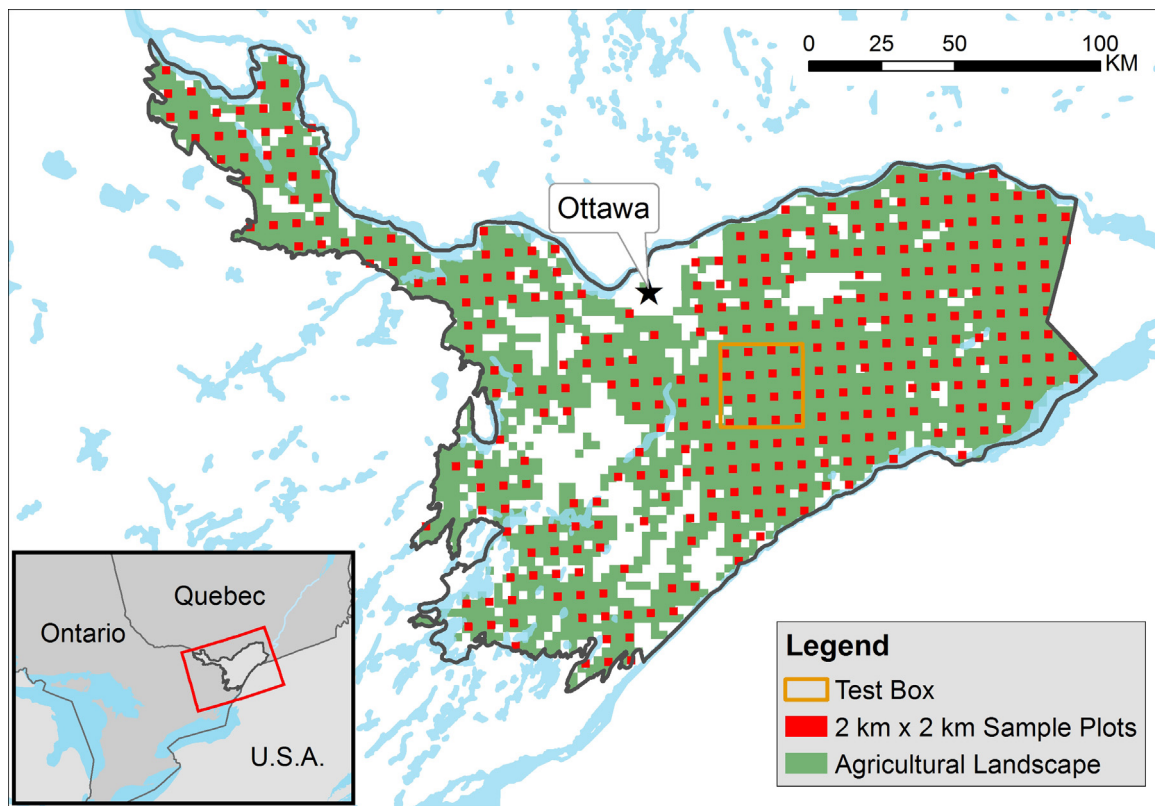 0 25 50 100
KM
Ottawa
Quebec
Ontario
U.S.A.
Legend
Test Box
2 km x 2 km Sample Plots
Agricultural Landscape